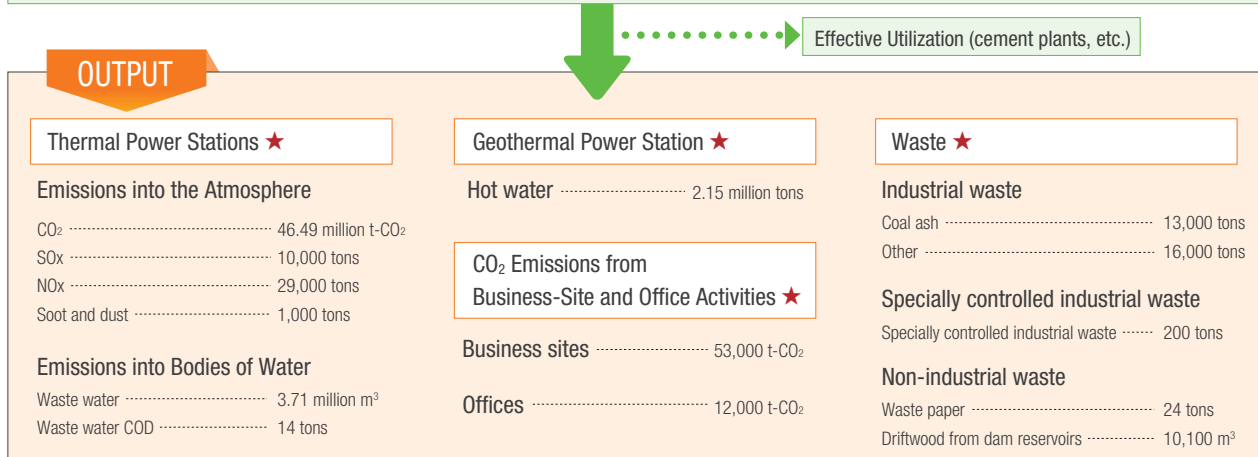 Effective Utilization (cement plants, etc.)
OUTPUT
Thermal Power Stations ★
Emissions into the Atmosphere
CO₂ 46.49 million t-CO₂
SOx 10,000 tons
NOx 29,000 tons
Soot and dust 1,000 tons
Emissions into Bodies of Water
Waste water 3.71 million m³
Waste water COD 14 tons
Geothermal Power Station ★
Hot water 2.15 million tons
CO₂ Emissions from
Business-Site and Office Activities ★
Business sites 53,000 t-CO₂
Offices 12,000 t-CO₂
Waste ★
Industrial waste
Coal ash 13,000 tons
Other 16,000 tons
Specially controlled industrial waste
Specially controlled industrial waste 200 tons
Non-industrial waste
Waste paper 24 tons
Driftwood from dam reservoirs 10,100 m³